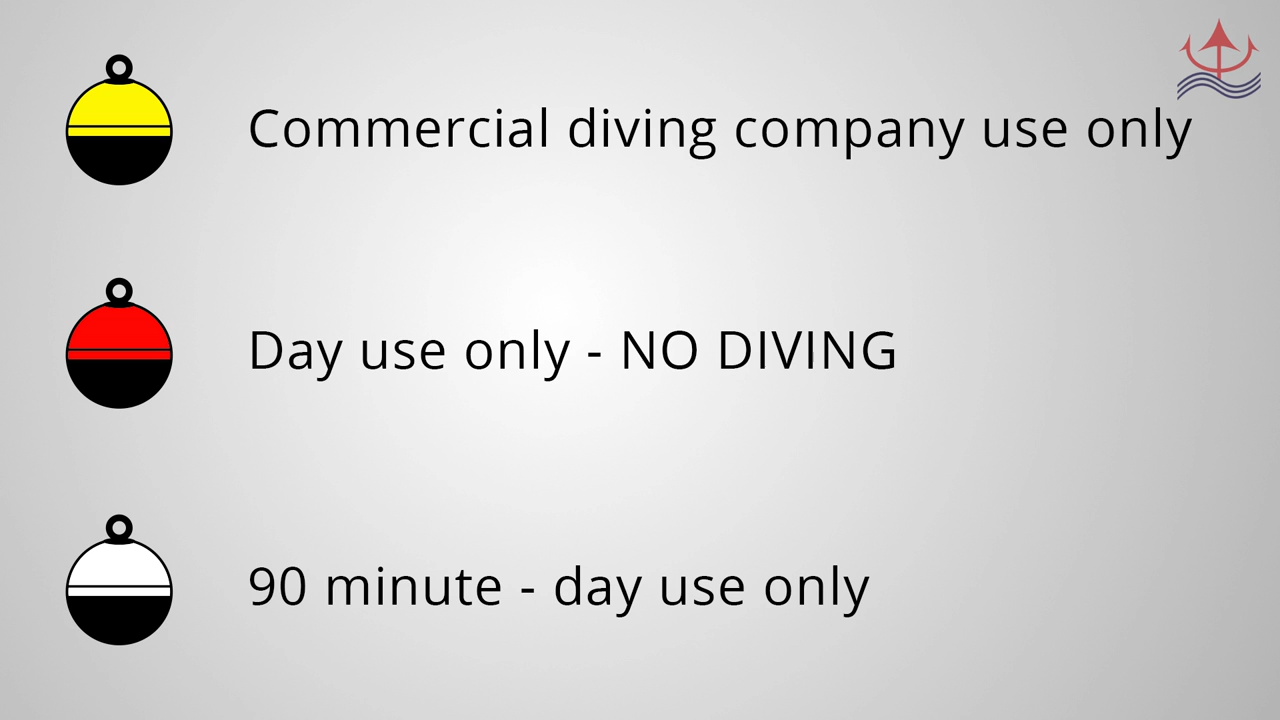 Commercial diving company use only
Day use only - NO DIVING
90 minute - day use only